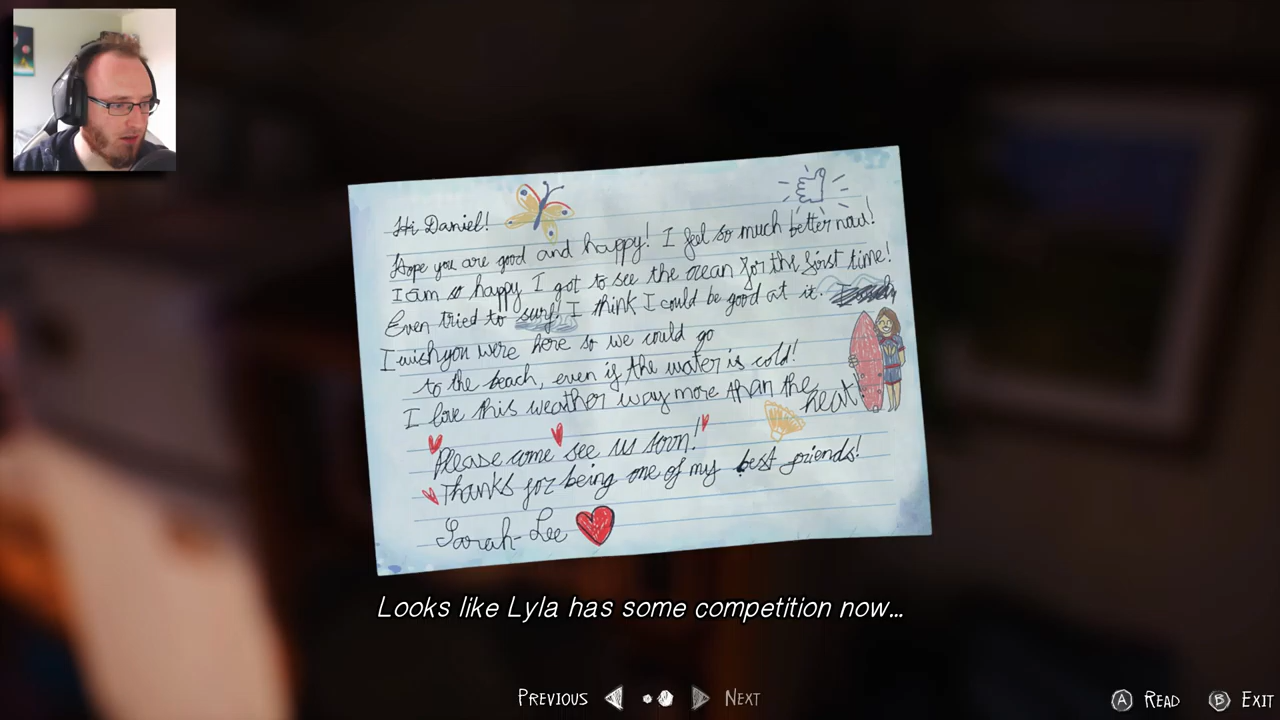 Hi Daniel!
Hope you are good and happy! I feel so much better now!
I am so happy I got to see the ocean for the first time!
Even tried to surf! I think I could be good at it.
I wish you were here so we could go
to the beach, even if the water is cold!
I love this weather way more than the heat!
Please come see us soon!
Thanks for being one of my best friends!
Sarah-Lee
Looks like Lyla has some competition now...
PREVIOUS NEXT
A READ B EXIT